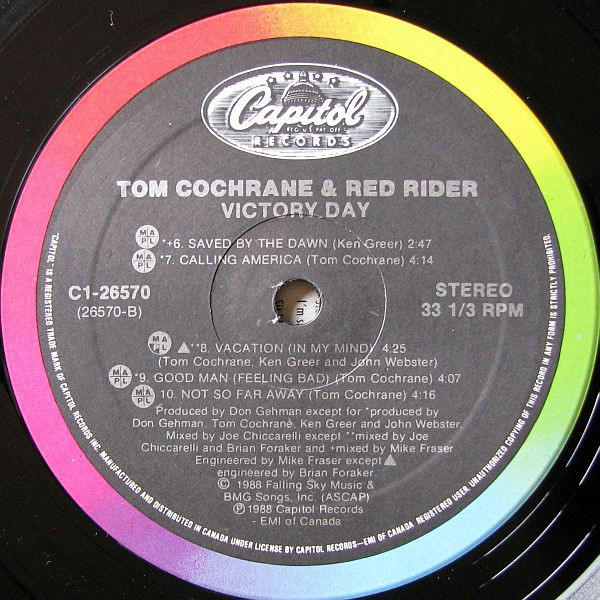 Capitol
REG. U.S. PAT. OFF.
RECORDS
TOM COCHRANE & RED RIDER
VICTORY DAY
MAPL *+6. SAVED BY THE DAWN (Ken Greer) 2:47
MAPL *7. CALLING AMERICA (Tom Cochrane) 4:14
C1-26570
(26570-B)
STEREO
33 1/3 RPM
MAPL ▲**8. VACATION (IN MY MIND) 4:25
(Tom Cochrane, Ken Greer and John Webster)
MAPL *9. GOOD MAN (FEELING BAD) (Tom Cochrane) 4:07
MAPL 10. NOT SO FAR AWAY (Tom Cochrane) 4:16
Produced by Don Gehman except for *produced by
Don Gehman, Tom Cochrane, Ken Greer and John Webster.
Mixed by Joe Chiccarelli except **mixed by Joe
Chiccarelli and Brian Foraker and +mixed by Mike Fraser
Engineered by Mike Fraser except ▲
engineered by Brian Foraker.
© 1988 Falling Sky Music &
BMG Songs, Inc. (ASCAP)
℗ 1988 Capitol Records
- EMI of Canada
"CAPITOL" IS A REGISTERED TRADE MARK OF CAPITOL RECORDS INC. MANUFACTURED AND DISTRIBUTED IN CANADA UNDER LICENSE BY CAPITOL RECORDS—EMI OF CANADA REGISTERED USER. UNAUTHORIZED COPYING OF THIS RECORD IN ANY FORM IS STRICTLY PROHIBITED.